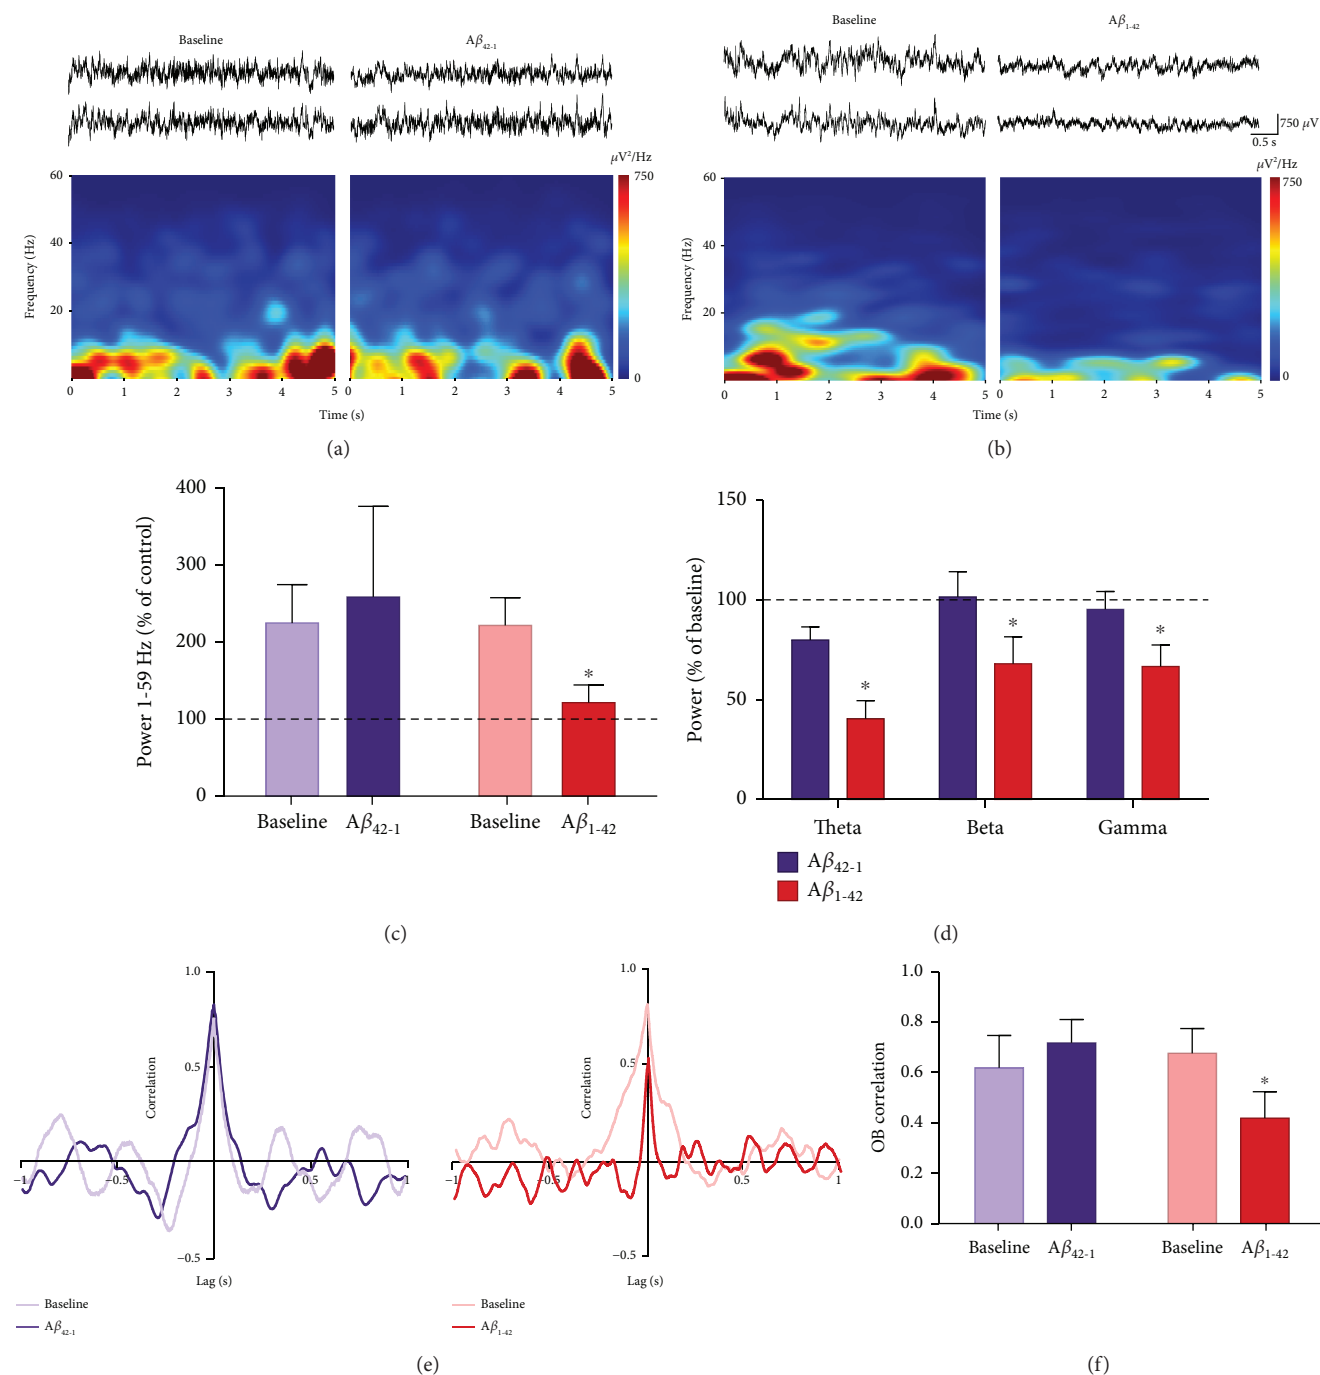 Baseline
Aβ42-1
μV²/Hz
750
0
Frequency (Hz)
60
40
20
0 1 2 3 4 5
0 1 2 3 4 5
Time (s)
(a)
Baseline
Aβ1-42
750 μV
0.5 s
μV²/Hz
750
0
Frequency (Hz)
60
40
20
0 1 2 3 4 5
0 1 2 3 4 5
Time (s)
(b)
Power 1-59 Hz (% of control)
400
300
200
100
0
*
Baseline Aβ42-1 Baseline Aβ1-42
(c)
Power (% of baseline)
150
100
50
0
* * *
Theta Beta Gamma
Aβ42-1
Aβ1-42
(d)
Correlation
1.0
0.5
−0.5
−1 −0.5 0.5 1
Lag (s)
Baseline
Aβ42-1
Correlation
1.0
0.5
−0.5
−1 −0.5 0.5 1
Lag (s)
Baseline
Aβ1-42
(e)
OB correlation
1.0
0.8
0.6
0.4
0.2
0.0
*
Baseline Aβ42-1 Baseline Aβ1-42
(f)